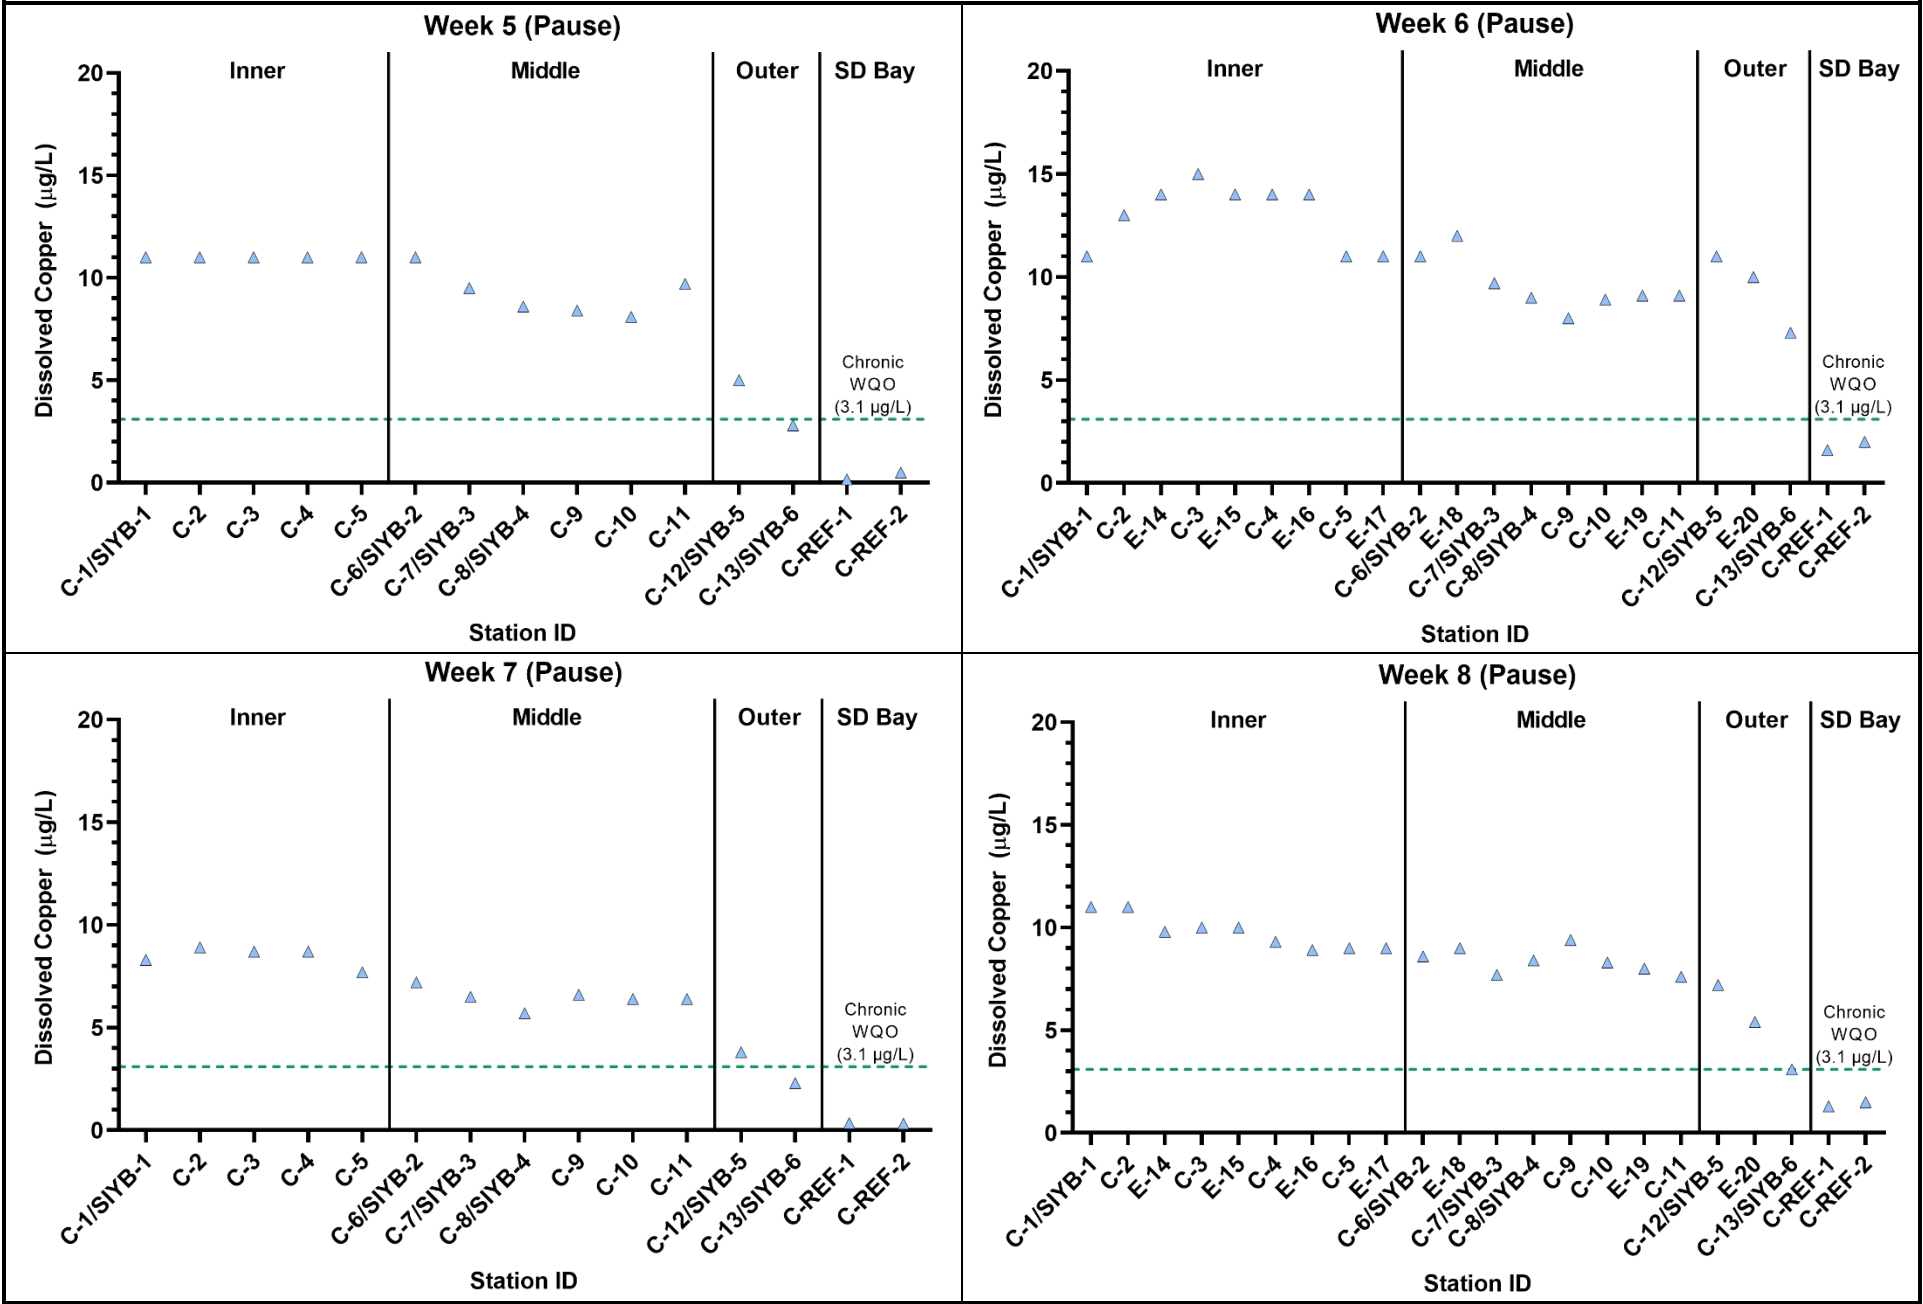 Week 5 (Pause)
Inner Middle Outer SD Bay
20
15
10
5
0
Dissolved Copper (µg/L)
Chronic
WQO
(3.1 µg/L)
C-1/SIYB-1
C-2
C-3
C-4
C-5
C-6/SIYB-2
C-7/SIYB-3
C-8/SIYB-4
C-9
C-10
C-11
C-12/SIYB-5
C-13/SIYB-6
C-REF-1
C-REF-2
Station ID
Week 6 (Pause)
Inner Middle Outer SD Bay
20
15
10
5
0
Dissolved Copper (µg/L)
Chronic
WQO
(3.1 µg/L)
C-1/SIYB-1
C-2
E-14
C-3
E-15
C-4
E-16
C-5
E-17
C-6/SIYB-2
E-18
C-7/SIYB-3
C-8/SIYB-4
C-9
C-10
E-19
C-11
C-12/SIYB-5
E-20
C-13/SIYB-6
C-REF-1
C-REF-2
Station ID
Week 7 (Pause)
Inner Middle Outer SD Bay
20
15
10
5
0
Dissolved Copper (µg/L)
Chronic
WQO
(3.1 µg/L)
C-1/SIYB-1
C-2
C-3
C-4
C-5
C-6/SIYB-2
C-7/SIYB-3
C-8/SIYB-4
C-9
C-10
C-11
C-12/SIYB-5
C-13/SIYB-6
C-REF-1
C-REF-2
Station ID
Week 8 (Pause)
Inner Middle Outer SD Bay
20
15
10
5
0
Dissolved Copper (µg/L)
Chronic
WQO
(3.1 µg/L)
C-1/SIYB-1
C-2
E-14
C-3
E-15
C-4
E-16
C-5
E-17
C-6/SIYB-2
E-18
C-7/SIYB-3
C-8/SIYB-4
C-9
C-10
E-19
C-11
C-12/SIYB-5
E-20
C-13/SIYB-6
C-REF-1
C-REF-2
Station ID